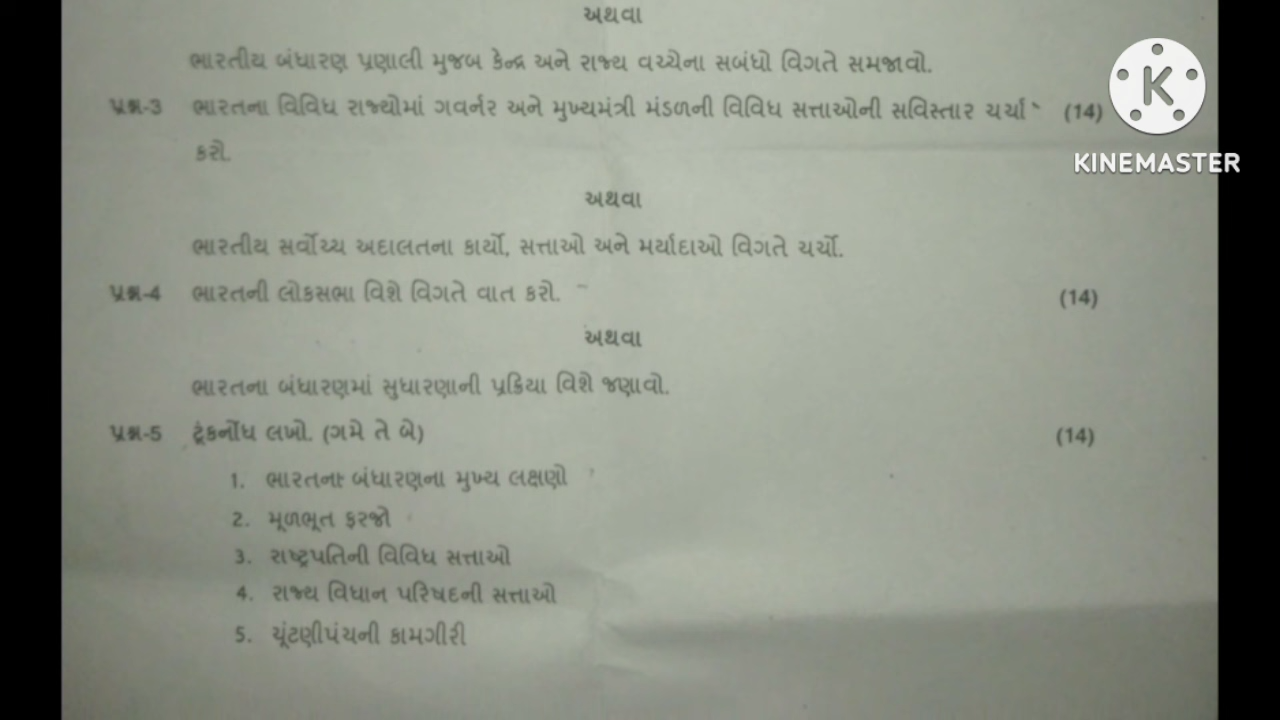 અથવા
ભારતીય બંધારણ પ્રણાલી મુજબ કેન્દ્ર અને રાજ્ય વચ્ચેના સબંધો વિગતે સમજાવો.
પ્રશ્ન-3 ભારતના વિવિધ રાજ્યોમાં ગવર્નર અને મુખ્યમંત્રી મંડળની વિવિધ સત્તાઓની સવિસ્તાર ચર્ચા (14)
કરો.
અથવા
ભારતીય સર્વોચ્ચ અદાલતના કાર્યો, સત્તાઓ અને મર્યાદાઓ વિગતે ચર્ચો.
પ્રશ્ન-4 ભારતની લોકસભા વિશે વિગતે વાત કરો. (14)
અથવા
ભારતના બંધારણમાં સુધારણાની પ્રક્રિયા વિશે જણાવો.
પ્રશ્ન-5 ટૂંકનોંધ લખો. (ગમે તે બે) (14)
1. ભારતના બંધારણના મુખ્ય લક્ષણો
2. મૂળભૂત ફરજો
3. રાષ્ટ્રપતિની વિવિધ સત્તાઓ
4. રાજ્ય વિધાન પરિષદની સત્તાઓ
5. ચૂંટણીપંચની કામગીરી
K
KINEMASTER